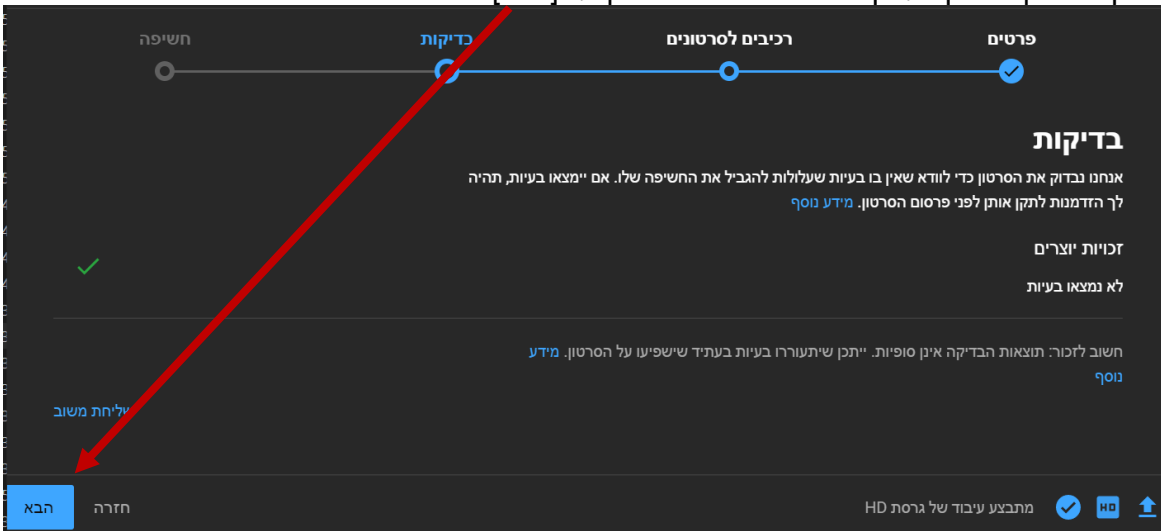 פרטים
רכיבים לסרטונים
בדיקות
חשיפה
בדיקות
אנחנו נבדוק את הסרטון כדי לוודא שאין בו בעיות שעלולות להגביל את החשיפה שלו. אם יימצאו בעיות, תהיה
לך הזדמנות לתקן אותן לפני פרסום הסרטון. מידע נוסף
זכויות יוצרים
לא נמצאו בעיות
חשוב לזכור: תוצאות הבדיקה אינן סופיות. ייתכן שיתעוררו בעיות בעתיד שישפיעו על הסרטון. מידע
נוסף
שליחת משוב
HD מתבצע עיבוד של גרסת HD
חזרה
הבא